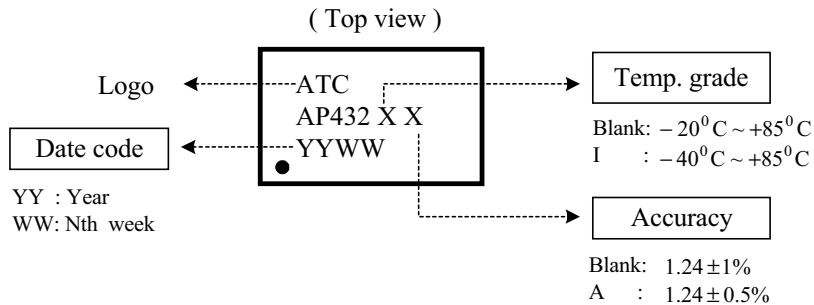 ( Top view )
Logo
ATC
AP432 X X
YYWW
Date code
YY : Year
WW: Nth week
Temp. grade
Blank: − 20⁰C ~ +85⁰C
I : − 40⁰C ~ +85⁰C
Accuracy
Blank: 1.24 ± 1%
A : 1.24 ± 0.5%